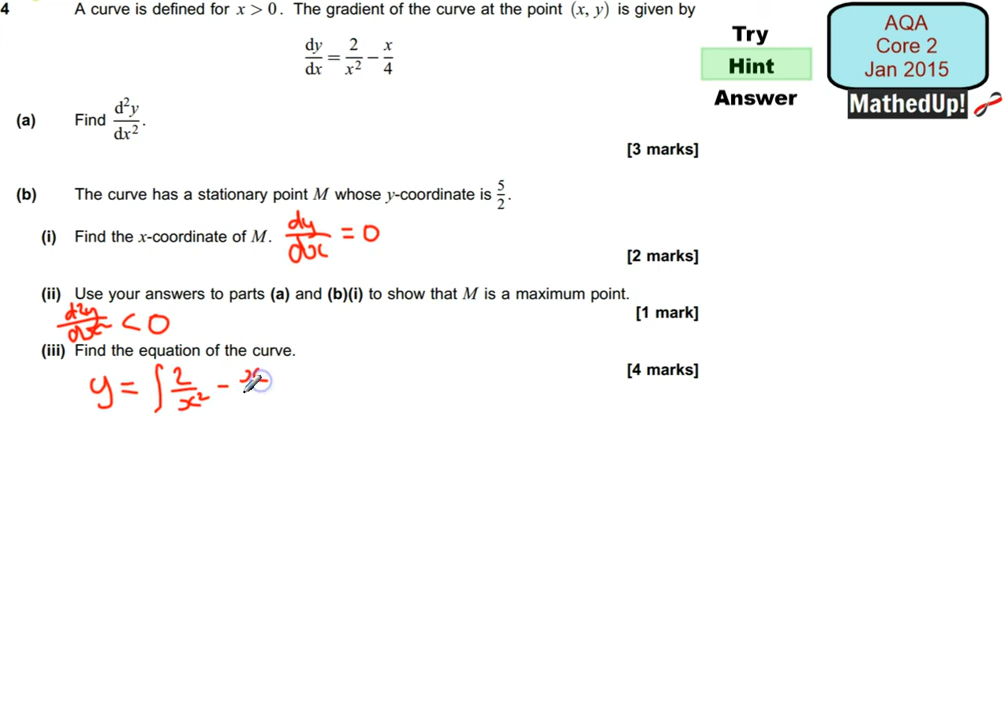 4 A curve is defined for x > 0. The gradient of the curve at the point (x, y) is given by
dy/dx = 2/x² − x/4
Try
Hint
Answer
AQA
Core 2
Jan 2015
MathedUp!
(a) Find d²y/dx².
[3 marks]
(b) The curve has a stationary point M whose y-coordinate is 5/2.
(i) Find the x-coordinate of M. dy/dx = 0
[2 marks]
(ii) Use your answers to parts (a) and (b)(i) to show that M is a maximum point.
[1 mark]
d²y/dx² < 0
(iii) Find the equation of the curve.
[4 marks]
y = ∫ 2/x² − x